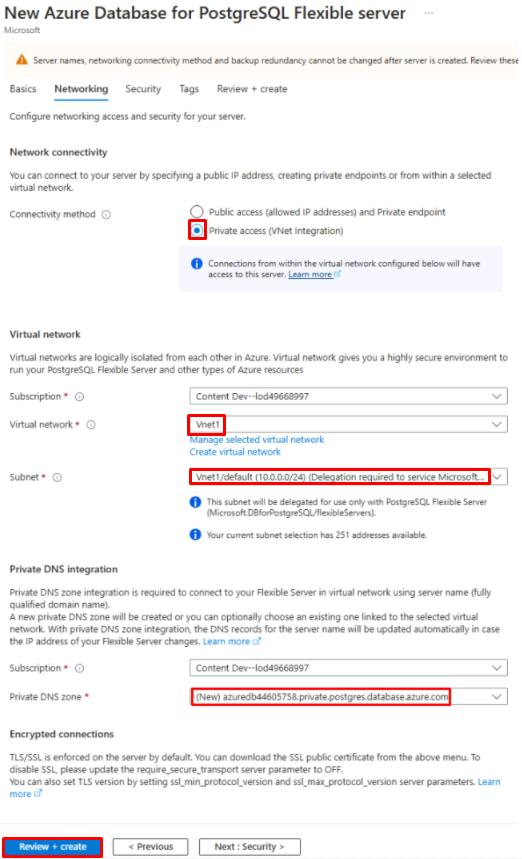 New Azure Database for PostgreSQL Flexible server ...
Microsoft
Server names, networking connectivity method and backup redundancy cannot be changed after server is created. Review these
Basics Networking Security Tags Review + create
Configure networking access and security for your server.
Network connectivity
You can connect to your server by specifying a public IP address, creating private endpoints or from within a selected
virtual network.
Connectivity method
Public access (allowed IP addresses) and Private endpoint
Private access (VNet Integration)
Connections from within the virtual network configured below will have
access to this server. Learn more
Virtual network
Virtual networks are logically isolated from each other in Azure. Virtual network gives you a highly secure environment to
run your PostgreSQL Flexible Server and other types of Azure resources
Subscription * Content Dev--lod49668997
Virtual network * Vnet1
Manage selected virtual network
Create virtual network
Subnet * Vnet1/default (10.0.0.0/24) (Delegation required to service Microsoft...
This subnet will be delegated for use only with PostgreSQL Flexible Server
(Microsoft.DBforPostgreSQL/flexibleServers).
Your current subnet selection has 251 addresses available.
Private DNS integration
Private DNS zone integration is required to connect to your Flexible Server in virtual network using server name (fully
qualified domain name).
A new private DNS zone will be created or you can optionally choose an existing one linked to the selected virtual
network. With private DNS zone integration, the DNS records for the server name will be updated automatically in case
the IP address of your Flexible Server changes. Learn more
Subscription * Content Dev--lod49668997
Private DNS zone * (New) azuredb44605758.private.postgres.database.azure.com
Encrypted connections
TLS/SSL is enforced on the server by default. You can download the SSL public certificate from the above menu. To
disable SSL, please update the require_secure_transport server parameter to OFF.
You can also set TLS version by setting ssl_min_protocol_version and ssl_max_protocol_version server parameters. Learn
more
Review + create < Previous Next : Security >